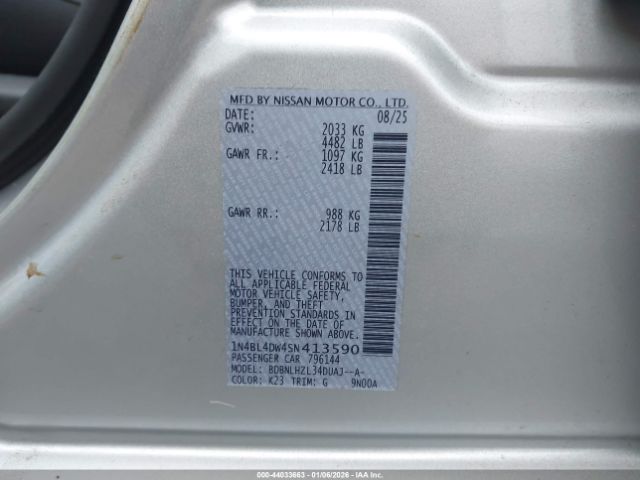 MFD BY NISSAN MOTOR CO., LTD.
DATE: 08/25
GVWR: 2033 KG
4482 LB
GAWR FR.: 1097 KG
2418 LB
GAWR RR.: 988 KG
2178 LB
THIS VEHICLE CONFORMS TO
ALL APPLICABLE FEDERAL
MOTOR VEHICLE SAFETY,
BUMPER, AND THEFT
PREVENTION STANDARDS IN
EFFECT ON THE DATE OF
MANUFACTURE SHOWN ABOVE.
1N4BL4DW4SN413590
PASSENGER CAR 796144
MODEL: BDBNLHZL34DUAJ--A-
COLOR: K23 TRIM: G 9N00A
000-44033663 - 01/06/2026 - COPYRIGHT IAA, LLC.